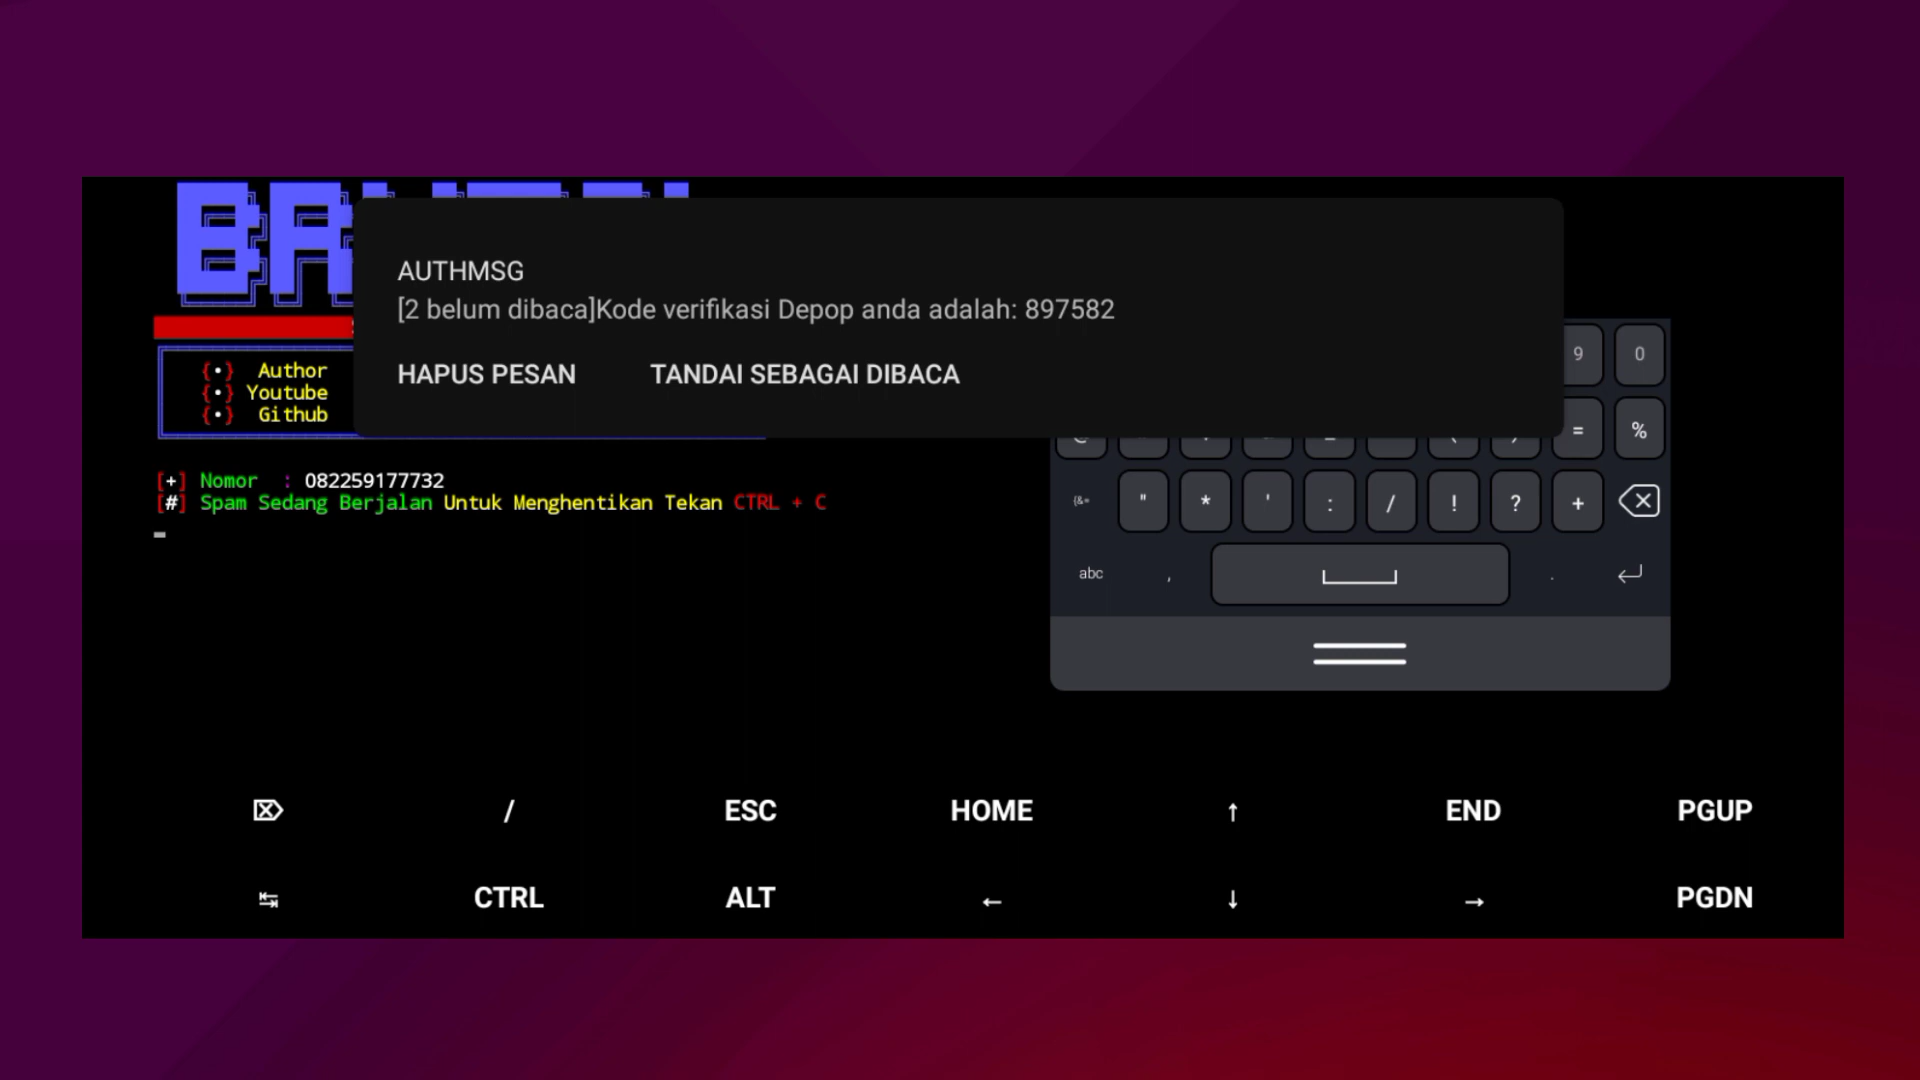 AUTHMSG
[2 belum dibaca]Kode verifikasi Depop anda adalah: 897582
HAPUS PESAN TANDAI SEBAGAI DIBACA
{•} Author
{•} Youtube
{•} Github
[+] Nomor : 082259177732
[#] Spam Sedang Berjalan Untuk Menghentikan Tekan CTRL + C
9 0
= %
" * ' : / ! ? +
abc , .
/ ESC HOME ↑ END PGUP
CTRL ALT ← ↓ → PGDN